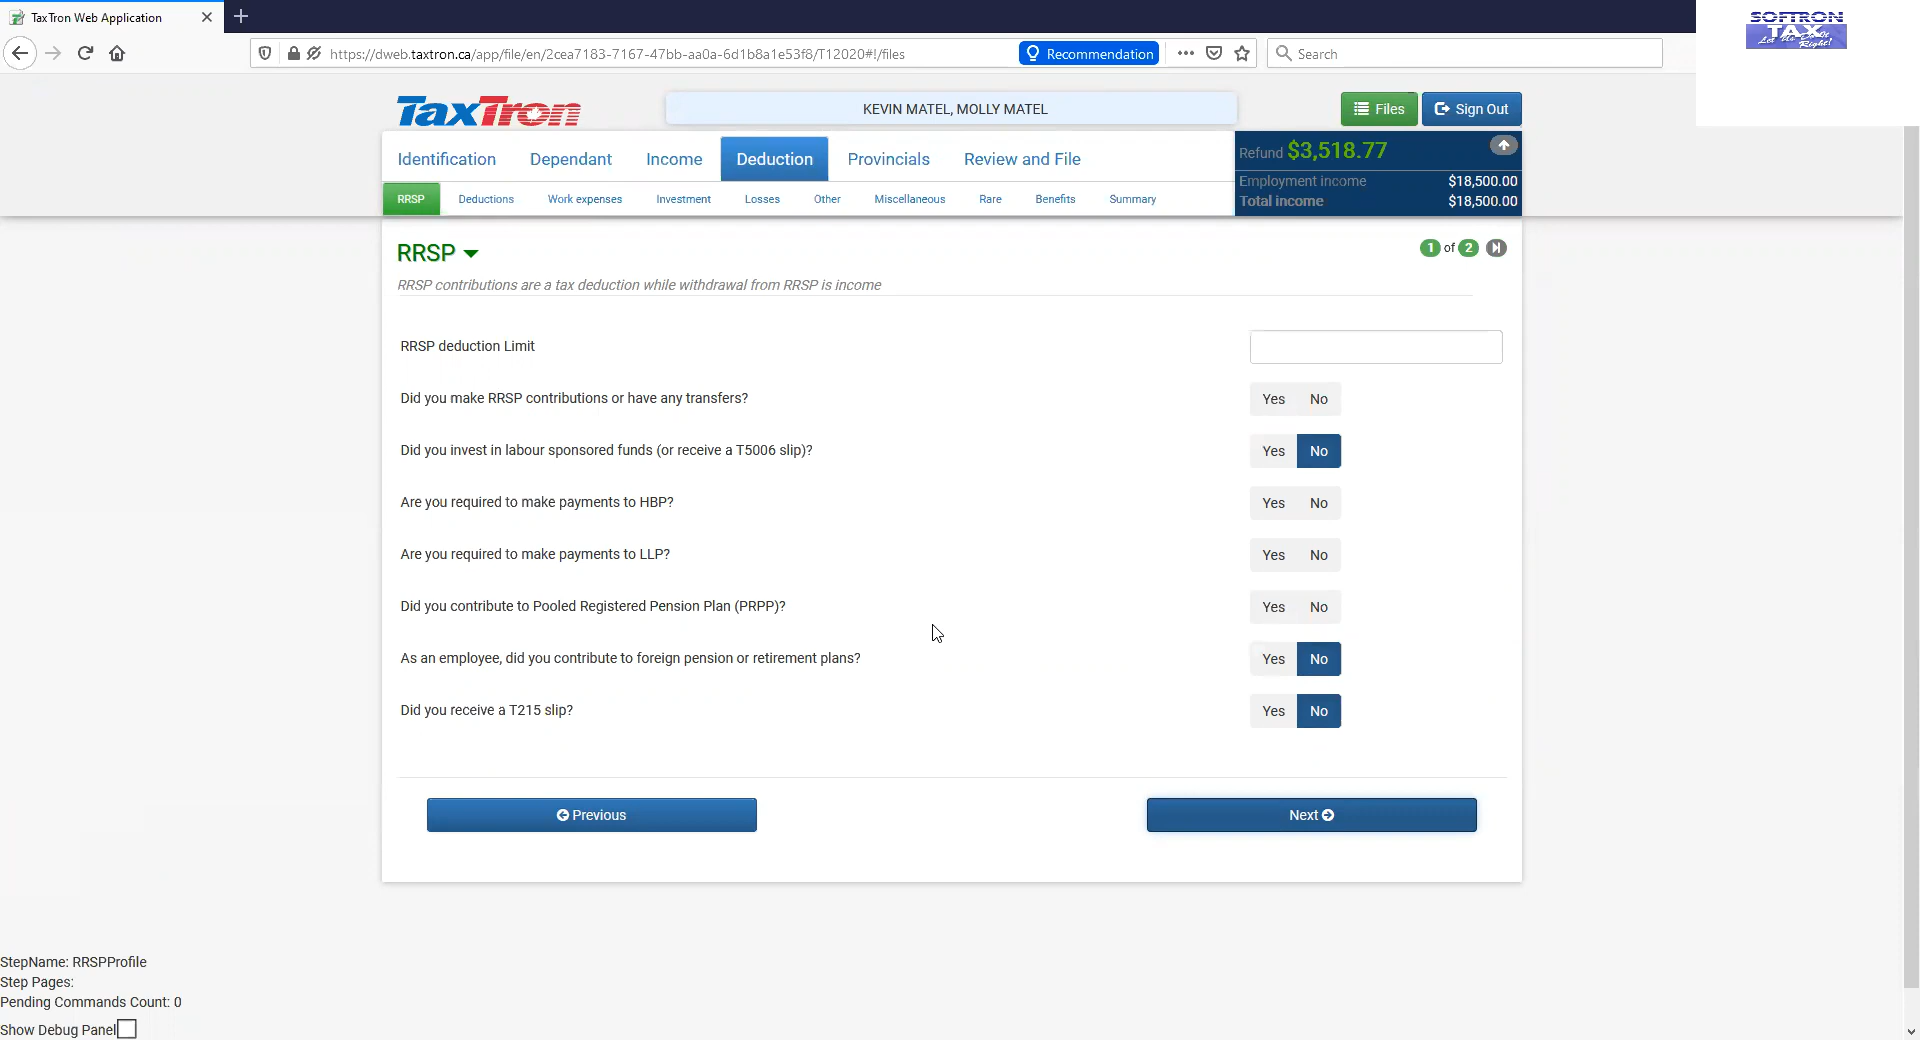 TaxTron Web Application
SOFTRON
TAX
Let Us Do It
Right!
https://dweb.taxtron.ca/app/file/en/2cea7183-7167-47bb-aa0a-6d1b8a1e53f8/T12020#!/files
Recommendation
Search
TaxTron
KEVIN MATEL, MOLLY MATEL
Files
Sign Out
Identification Dependant Income Deduction Provincials Review and File
Refund $3,518.77
Employment income $18,500.00
Total income $18,500.00
RRSP Deductions Work expenses Investment Losses Other Miscellaneous Rare Benefits Summary
RRSP
1 of 2
RRSP contributions are a tax deduction while withdrawal from RRSP is income
RRSP deduction Limit
Did you make RRSP contributions or have any transfers? Yes No
Did you invest in labour sponsored funds (or receive a T5006 slip)? Yes No
Are you required to make payments to HBP? Yes No
Are you required to make payments to LLP? Yes No
Did you contribute to Pooled Registered Pension Plan (PRPP)? Yes No
As an employee, did you contribute to foreign pension or retirement plans? Yes No
Did you receive a T215 slip? Yes No
Previous
Next
StepName: RRSPProfile
Step Pages:
Pending Commands Count: 0
Show Debug Panel